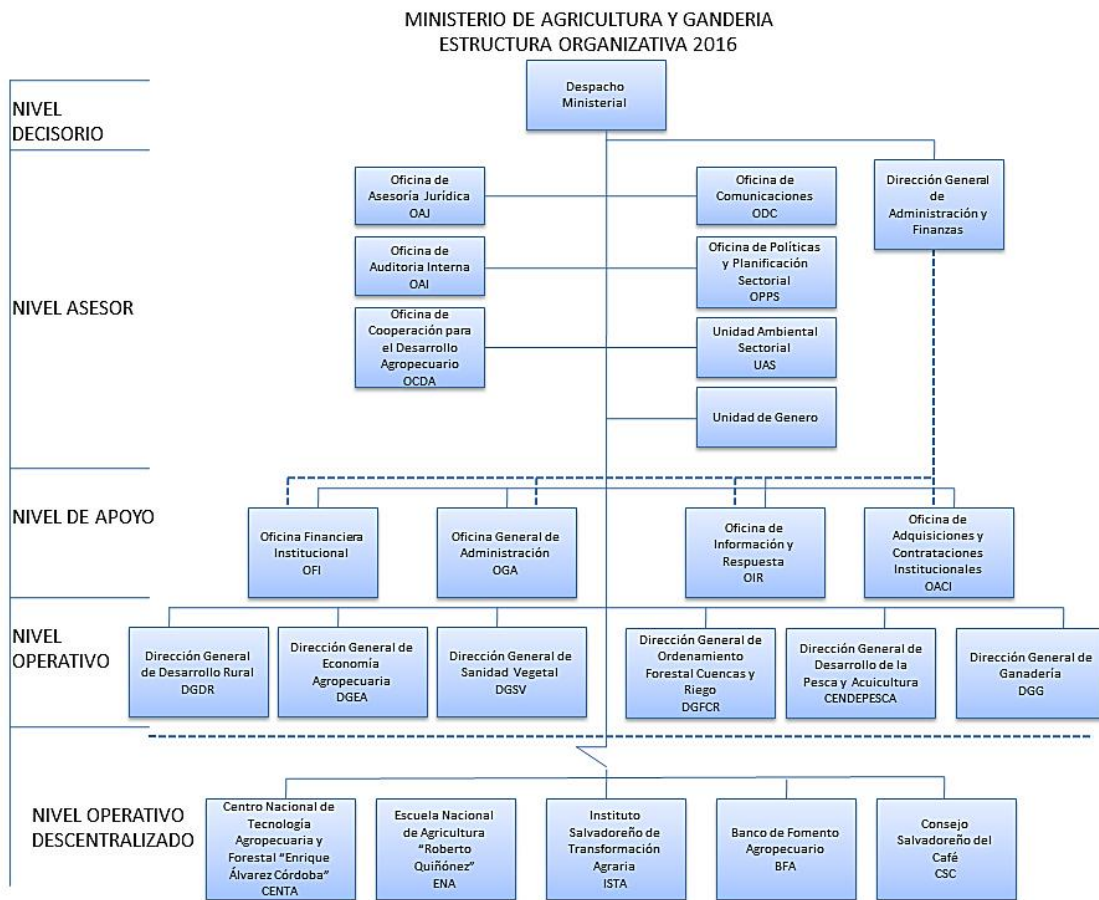 MINISTERIO DE AGRICULTURA Y GANDERIA
ESTRUCTURA ORGANIZATIVA 2016
NIVEL
DECISORIO
Despacho
Ministerial
NIVEL ASESOR
Oficina de
Asesoría Jurídica
OAJ
Oficina de
Comunicaciones
ODC
Dirección General
de
Administración y
Finanzas
Oficina de
Auditoria Interna
OAI
Oficina de Políticas
y Planificación
Sectorial
OPPS
Oficina de
Cooperación para
el Desarrollo
Agropecuario
OCDA
Unidad Ambiental
Sectorial
UAS
Unidad de Genero
NIVEL DE APOYO
Oficina Financiera
Institucional
OFI
Oficina General de
Administración
OGA
Oficina de
Información y
Respuesta
OIR
Oficina de
Adquisiciones y
Contrataciones
Institucionales
OACI
NIVEL
OPERATIVO
Dirección General
de Desarrollo Rural
DGDR
Dirección General de
Economía
Agropecuaria
DGEA
Dirección General de
Sanidad Vegetal
DGSV
Dirección General de
Ordenamiento
Forestal Cuencas y
Riego
DGFCR
Dirección General de
Desarrollo de la
Pesca y Acuicultura
CENDEPESCA
Dirección General de
Ganadería
DGG
NIVEL OPERATIVO
DESCENTRALIZADO
Centro Nacional de
Tecnología
Agropecuaria y
Forestal "Enrique
Álvarez Córdoba"
CENTA
Escuela Nacional
de Agricultura
"Roberto
Quiñónez"
ENA
Instituto
Salvadoreño de
Transformación
Agraria
ISTA
Banco de Fomento
Agropecuario
BFA
Consejo
Salvadoreño del
Café
CSC